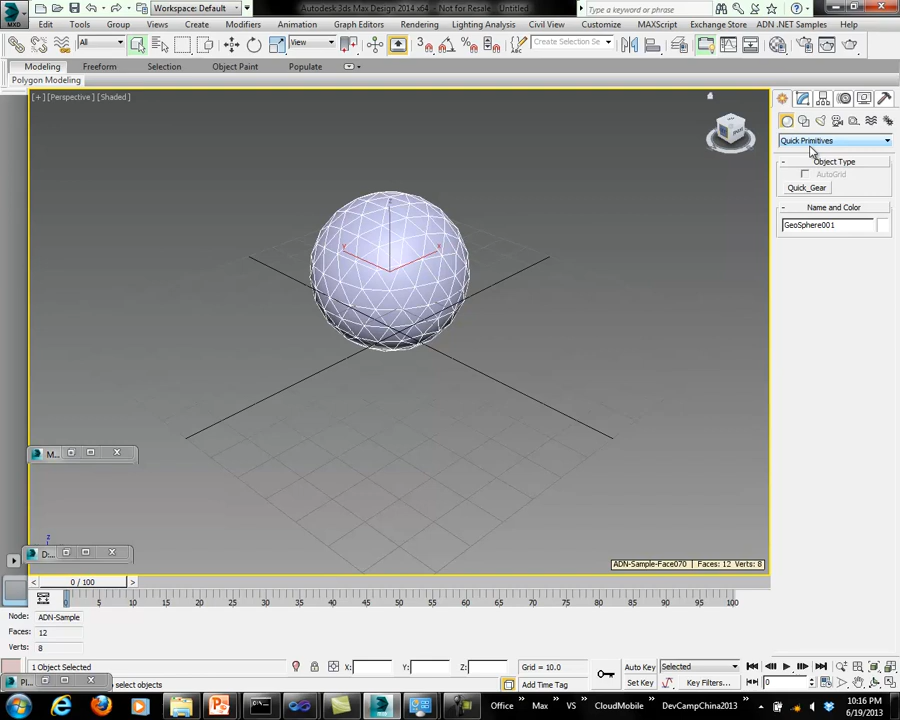 Workspace: Default
Autodesk 3ds Max Design 2014 x64 - Not for Resale
Untitled
Type a keyword or phrase
MXD
Edit Tools Group Views Create Modifiers Animation Graph Editors Rendering Lighting Analysis Civil View Customize MAXScript Exchange Store ADN .NET Samples Help
All
View
Create Selection Se
Modeling Freeform Selection Object Paint Populate
Polygon Modeling
[+] [Perspective] [Shaded]
Quick Primitives
- Object Type
AutoGrid
Quick_Gear
- Name and Color
GeoSphere001
x
y
z
M...
D:...
ADN-Sample-Face070 | Faces: 12 Verts: 8
< 0 / 100 >
0 5 10 15 20 25 30 35 40 45 50 55 60 65 70 75 80 85 90 95 100
Node: ADN-Sample
Faces: 12
Verts: 8
1 Object Selected
X: Y: Z:
Grid = 10.0
Auto Key
Selected
select objects
Add Time Tag
Set Key
Key Filters...
0
Office Max VS CloudMobile DevCampChina2013
10:16 PM
6/19/2013